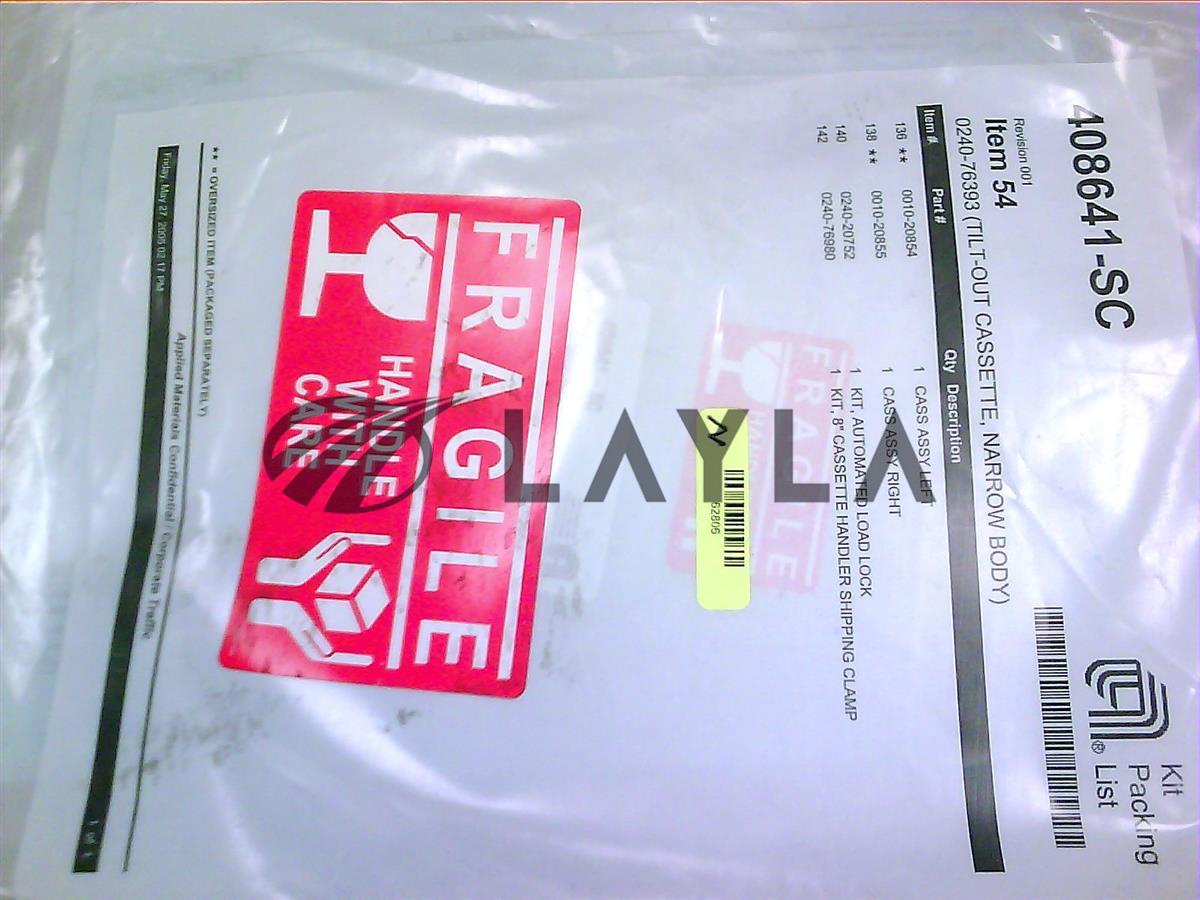 408641-SC
Kit
Packing
® List
Revision 001
Item 54
0240-76393 (TILT-OUT CASSETTE, NARROW BODY)
Item # Part # Qty Description
136 ** 0010-20854 1 CASS ASSY LEFT
138 ** 0010-20855 1 CASS ASSY RIGHT
140 0240-20752 1 KIT, AUTOMATED LOAD LOCK
142 0240-76980 1 KIT, 8" CASSETTE HANDLER SHIPPING CLAMP
N
62806
FRAGILE
HANDLE
WITH
CARE
FRAGILE
LAYLA
** = OVERSIZED ITEM (PACKAGED SEPARATELY)
Applied Materials Confidential / Corporate Traffic
Friday, May 27, 2005 02:17 PM
1 of 1